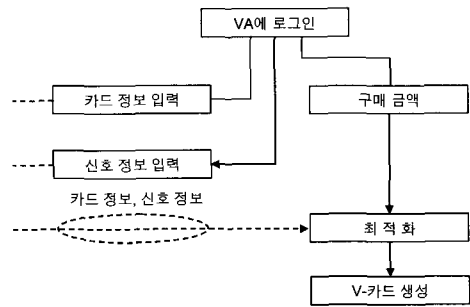 VA에 로그인
카드 정보 입력
구매 금액
신호 정보 입력
카드 정보, 신호 정보
최 적 화
V-카드 생성